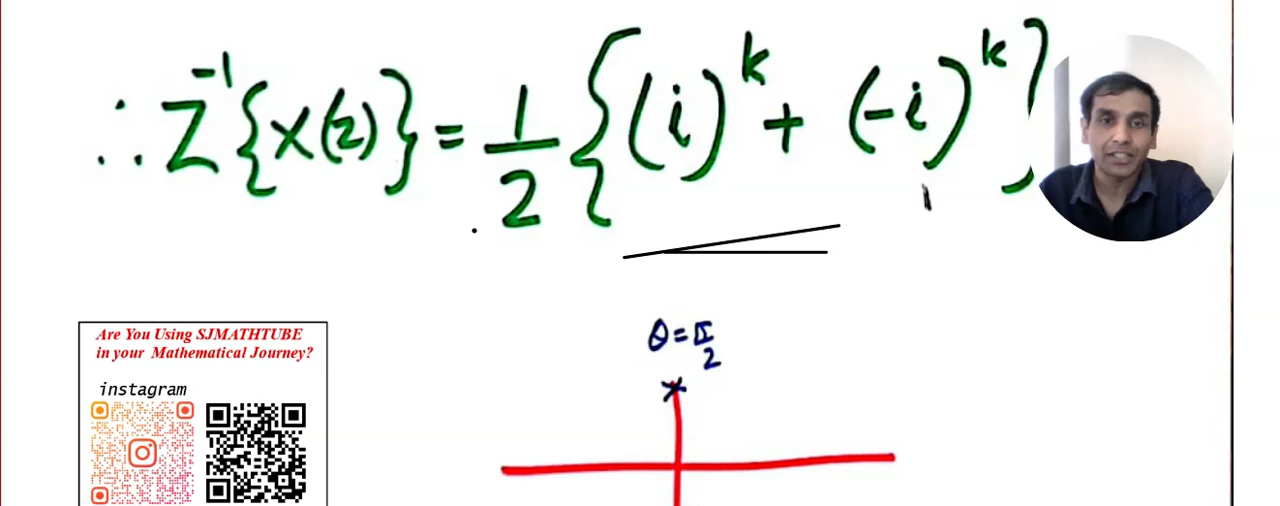 ∴ Z⁻¹{X(z)} = 1/2 {(i)^k + (-i)^k}
Are You Using SJMATHTUBE
in your Mathematical Journey?
instagram
θ = π/2